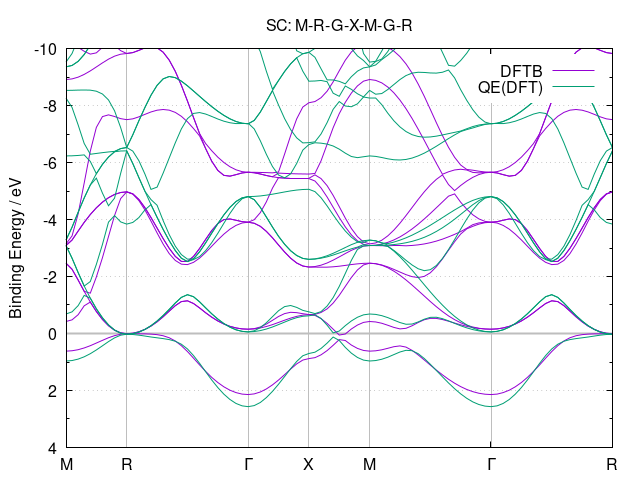 SC: M-R-G-X-M-G-R
-10
DFTB
QE(DFT)
-8
-6
-4
-2
0
2
4
Binding Energy / eV
M R Γ X M Γ R